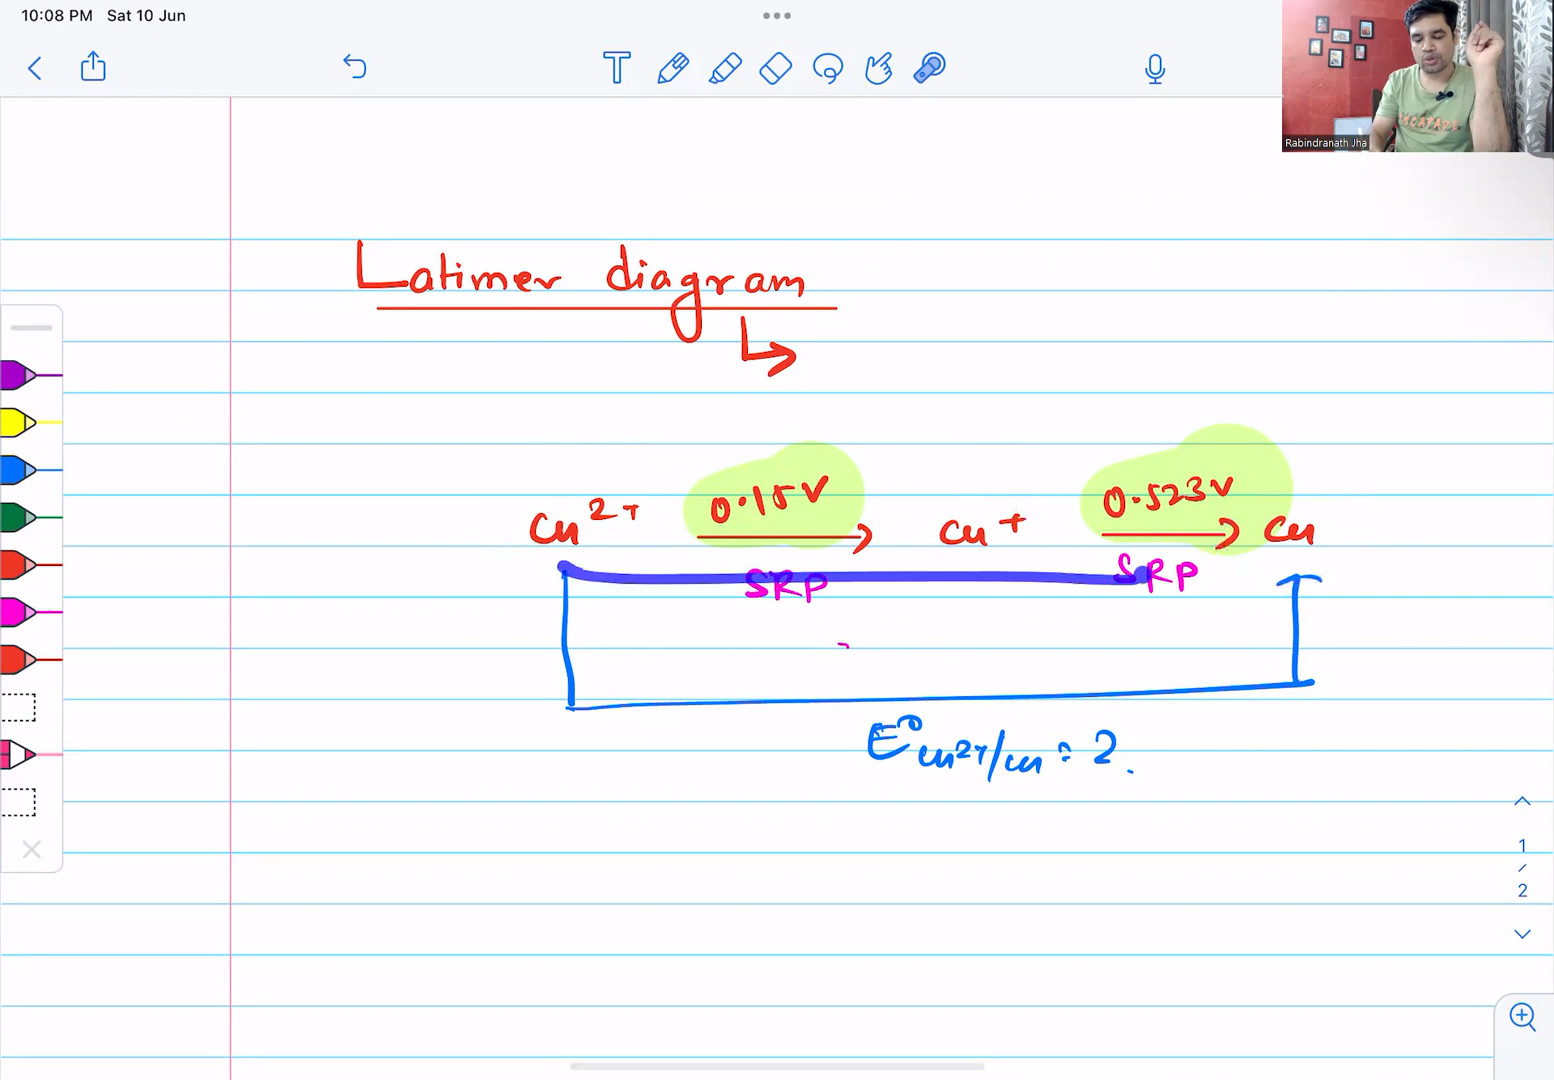 10:08 PM Sat 10 Jun
T
Rabindranath Jha
Latimer diagram
Cu²⁺ 0.15V Cu⁺ 0.523V Cu
SRP SRP
E° Cu²⁺/Cu = ?
1
/
2